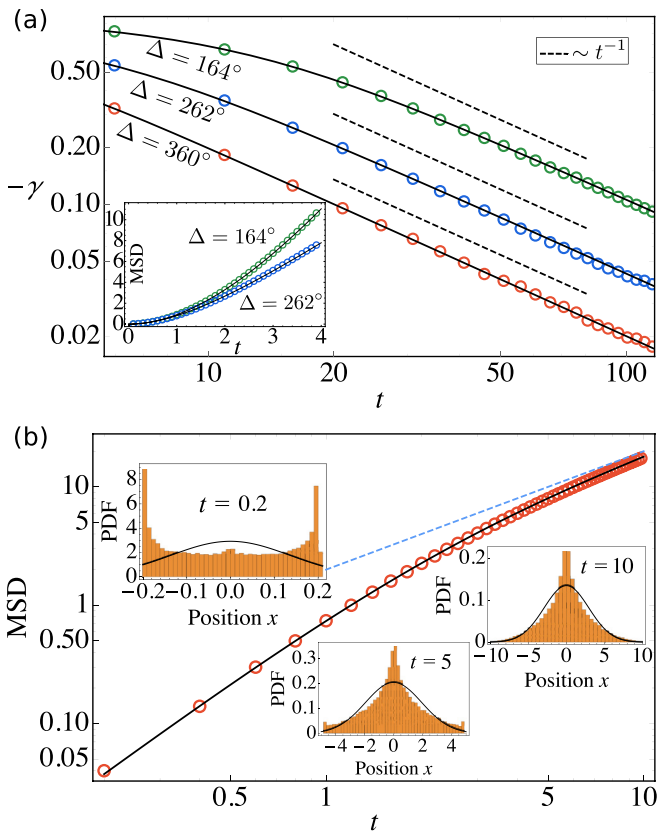 (a)
0.50
0.20
0.10
0.05
0.02
−γ
Δ = 164°
Δ = 262°
Δ = 360°
∼ t⁻¹
10
8
6
4
2
0
MSD
Δ = 164°
Δ = 262°
0 1 2 3 4
t
10 20 50 100
t
(b)
10
5
1
0.50
0.10
0.05
MSD
8
6
4
2
0
PDF
t = 0.2
−0.2 −0.1 0.0 0.1 0.2
Position x
0.2
0.1
0
PDF
t = 10
−10 −5 0 5 10
Position x
0.3
0.2
0.1
0
PDF
t = 5
−4 −2 0 2 4
Position x
0.5 1 5 10
t